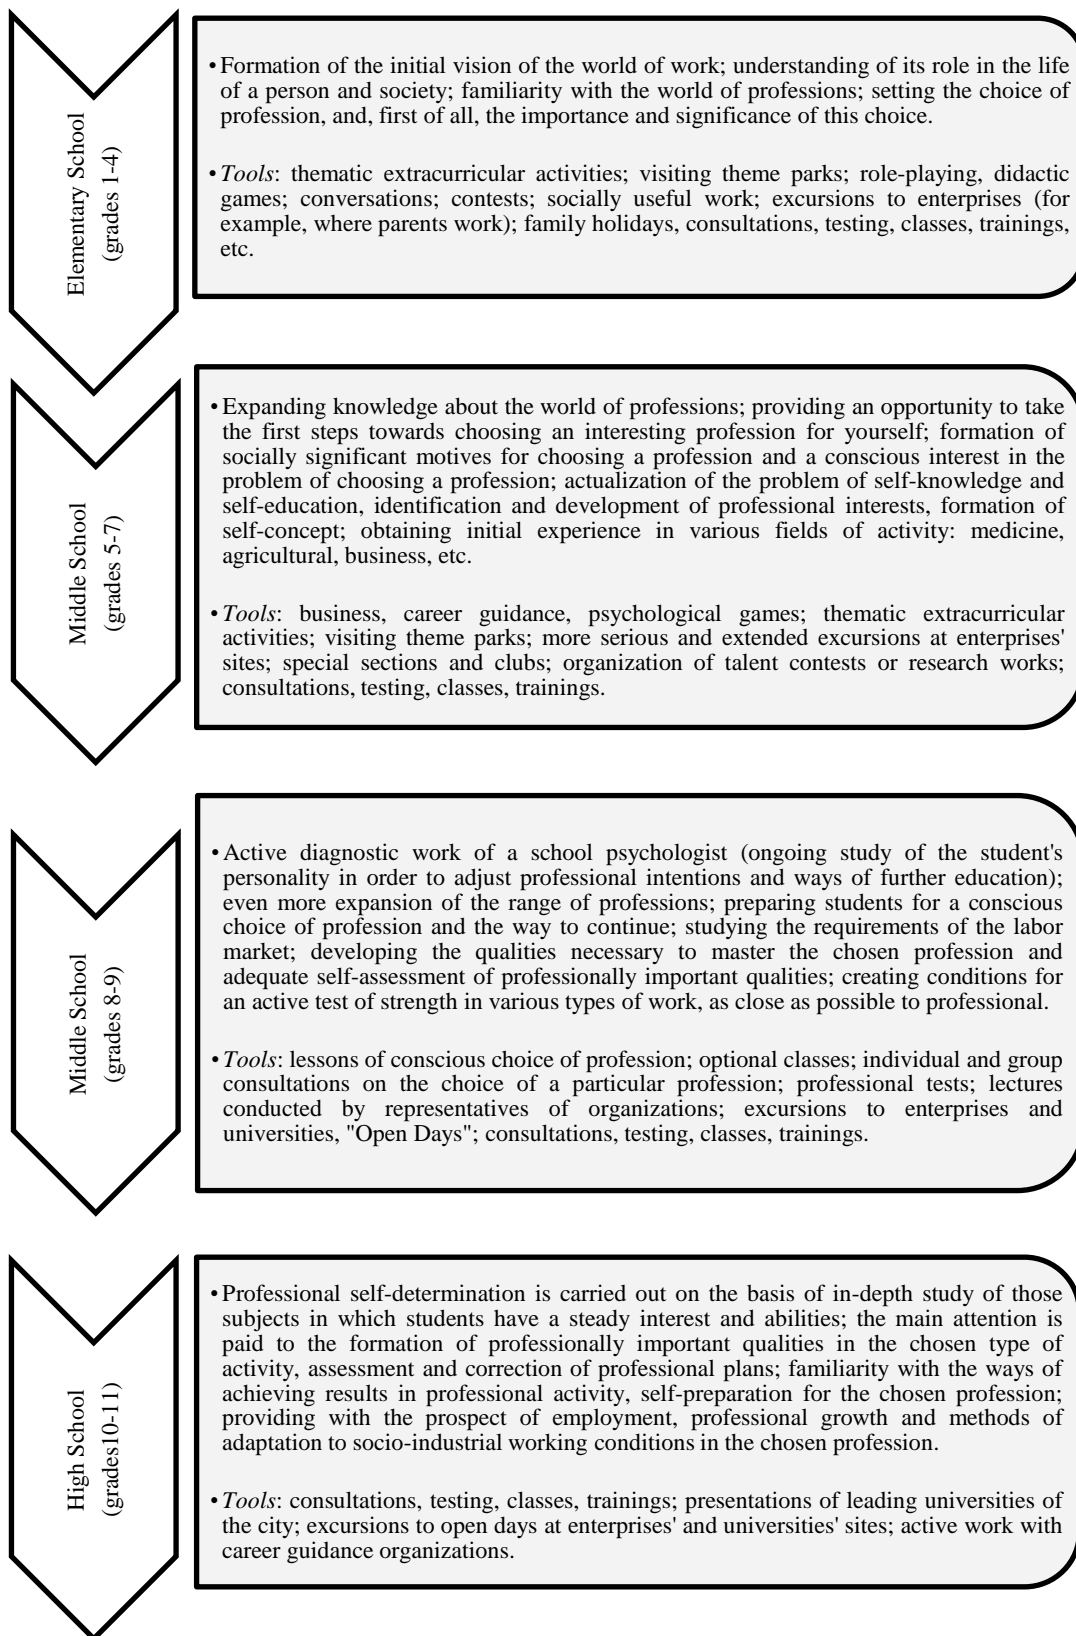 Elementary School
(grades 1-4)
• Formation of the initial vision of the world of work; understanding of its role in the life
of a person and society; familiarity with the world of professions; setting the choice of
profession, and, first of all, the importance and significance of this choice.
• Tools: thematic extracurricular activities; visiting theme parks; role-playing, didactic
games; conversations; contests; socially useful work; excursions to enterprises (for
example, where parents work); family holidays, consultations, testing, classes, trainings,
etc.
Middle School
(grades 5-7)
• Expanding knowledge about the world of professions; providing an opportunity to take
the first steps towards choosing an interesting profession for yourself; formation of
socially significant motives for choosing a profession and a conscious interest in the
problem of choosing a profession; actualization of the problem of self-knowledge and
self-education, identification and development of professional interests, formation of
self-concept; obtaining initial experience in various fields of activity: medicine,
agricultural, business, etc.
• Tools: business, career guidance, psychological games; thematic extracurricular
activities; visiting theme parks; more serious and extended excursions at enterprises'
sites; special sections and clubs; organization of talent contests or research works;
consultations, testing, classes, trainings.
Middle School
(grades 8-9)
• Active diagnostic work of a school psychologist (ongoing study of the student's
personality in order to adjust professional intentions and ways of further education);
even more expansion of the range of professions; preparing students for a conscious
choice of profession and the way to continue; studying the requirements of the labor
market; developing the qualities necessary to master the chosen profession and
adequate self-assessment of professionally important qualities; creating conditions for
an active test of strength in various types of work, as close as possible to professional.
• Tools: lessons of conscious choice of profession; optional classes; individual and group
consultations on the choice of a particular profession; professional tests; lectures
conducted by representatives of organizations; excursions to enterprises and
universities, "Open Days"; consultations, testing, classes, trainings.
High School
(grades10-11)
• Professional self-determination is carried out on the basis of in-depth study of those
subjects in which students have a steady interest and abilities; the main attention is
paid to the formation of professionally important qualities in the chosen type of
activity, assessment and correction of professional plans; familiarity with the ways of
achieving results in professional activity, self-preparation for the chosen profession;
providing with the prospect of employment, professional growth and methods of
adaptation to socio-industrial working conditions in the chosen profession.
• Tools: consultations, testing, classes, trainings; presentations of leading universities of
the city; excursions to open days at enterprises' and universities' sites; active work with
career guidance organizations.